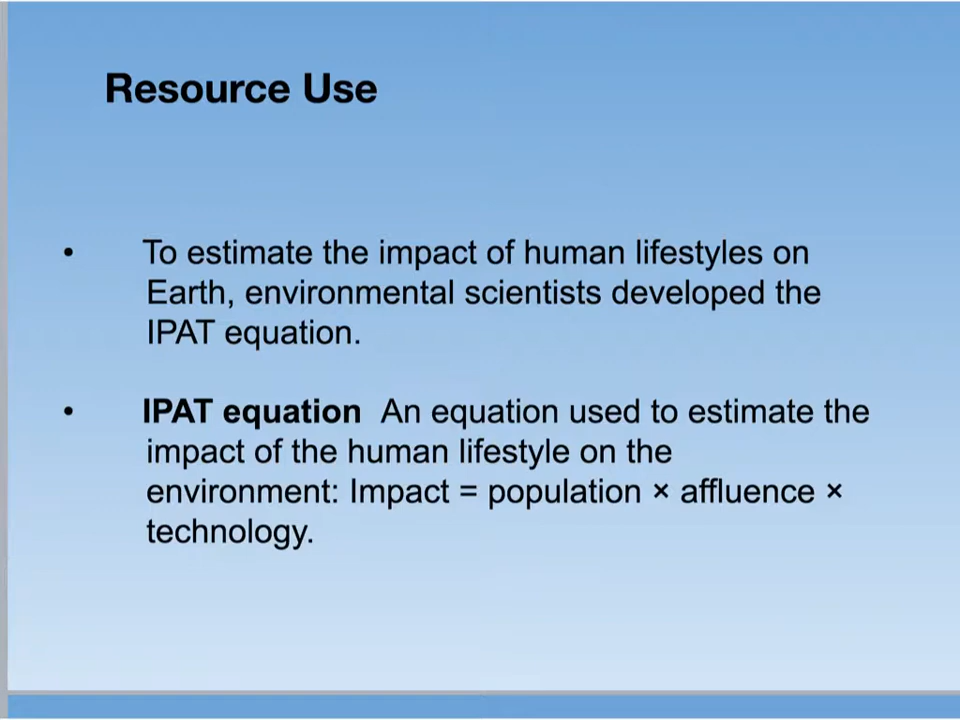 Resource Use
• To estimate the impact of human lifestyles on
Earth, environmental scientists developed the
IPAT equation.
• IPAT equation An equation used to estimate the
impact of the human lifestyle on the
environment: Impact = population × affluence ×
technology.